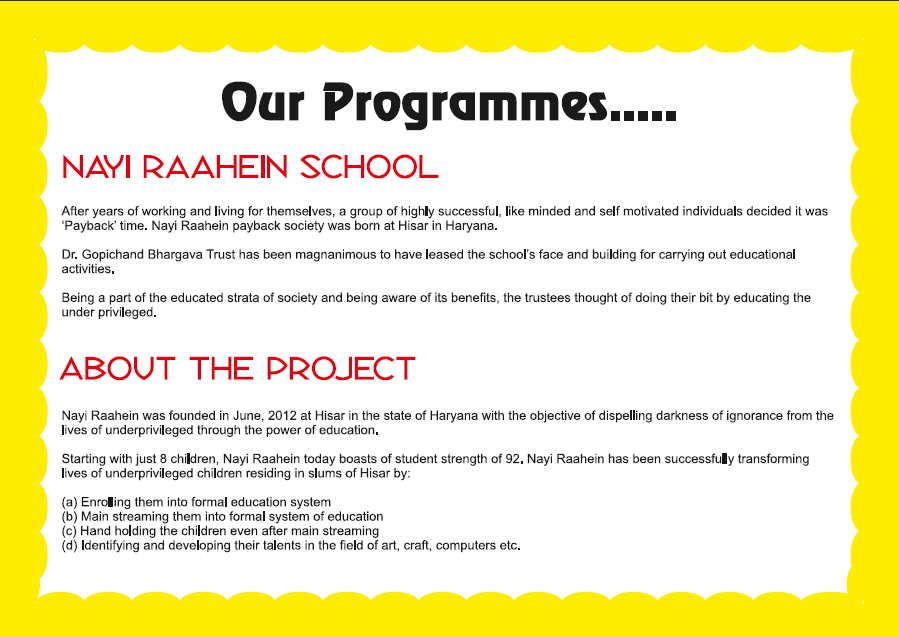 Our Programmes.....
NAYI RAAHEIN SCHOOL
After years of working and living for themselves, a group of highly successful, like minded and self motivated individuals decided it was
'Payback' time. Nayi Raahein payback society was born at Hisar in Haryana.
Dr. Gopichand Bhargava Trust has been magnanimous to have leased the school's face and building for carrying out educational
activities.
Being a part of the educated strata of society and being aware of its benefits, the trustees thought of doing their bit by educating the
under privileged.
ABOUT THE PROJECT
Nayi Raahein was founded in June, 2012 at Hisar in the state of Haryana with the objective of dispelling darkness of ignorance from the
lives of underprivileged through the power of education.
Starting with just 8 children, Nayi Raahein today boasts of student strength of 92. Nayi Raahein has been successfully transforming
lives of underprivileged children residing in slums of Hisar by:
(a) Enrolling them into formal education system
(b) Main streaming them into formal system of education
(c) Hand holding the children even after main streaming
(d) Identifying and developing their talents in the field of art, craft, computers etc.